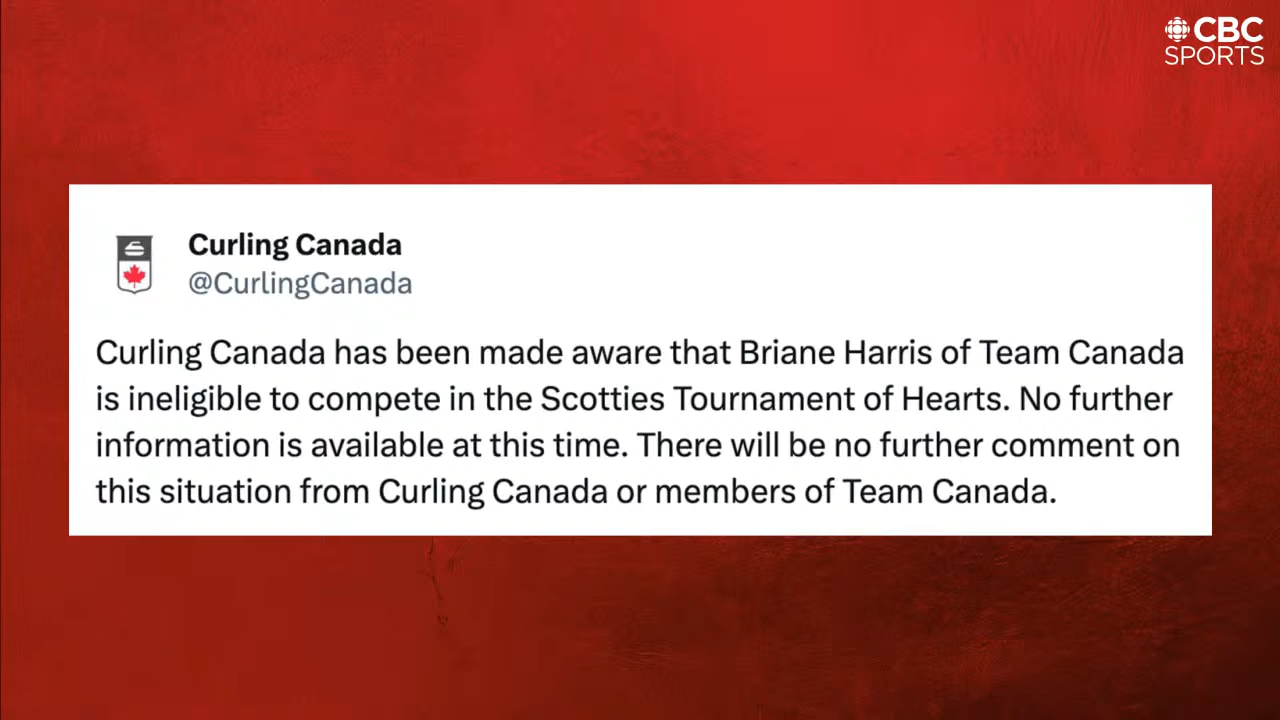 CBC
SPORTS
Curling Canada
@CurlingCanada
Curling Canada has been made aware that Briane Harris of Team Canada
is ineligible to compete in the Scotties Tournament of Hearts. No further
information is available at this time. There will be no further comment on
this situation from Curling Canada or members of Team Canada.